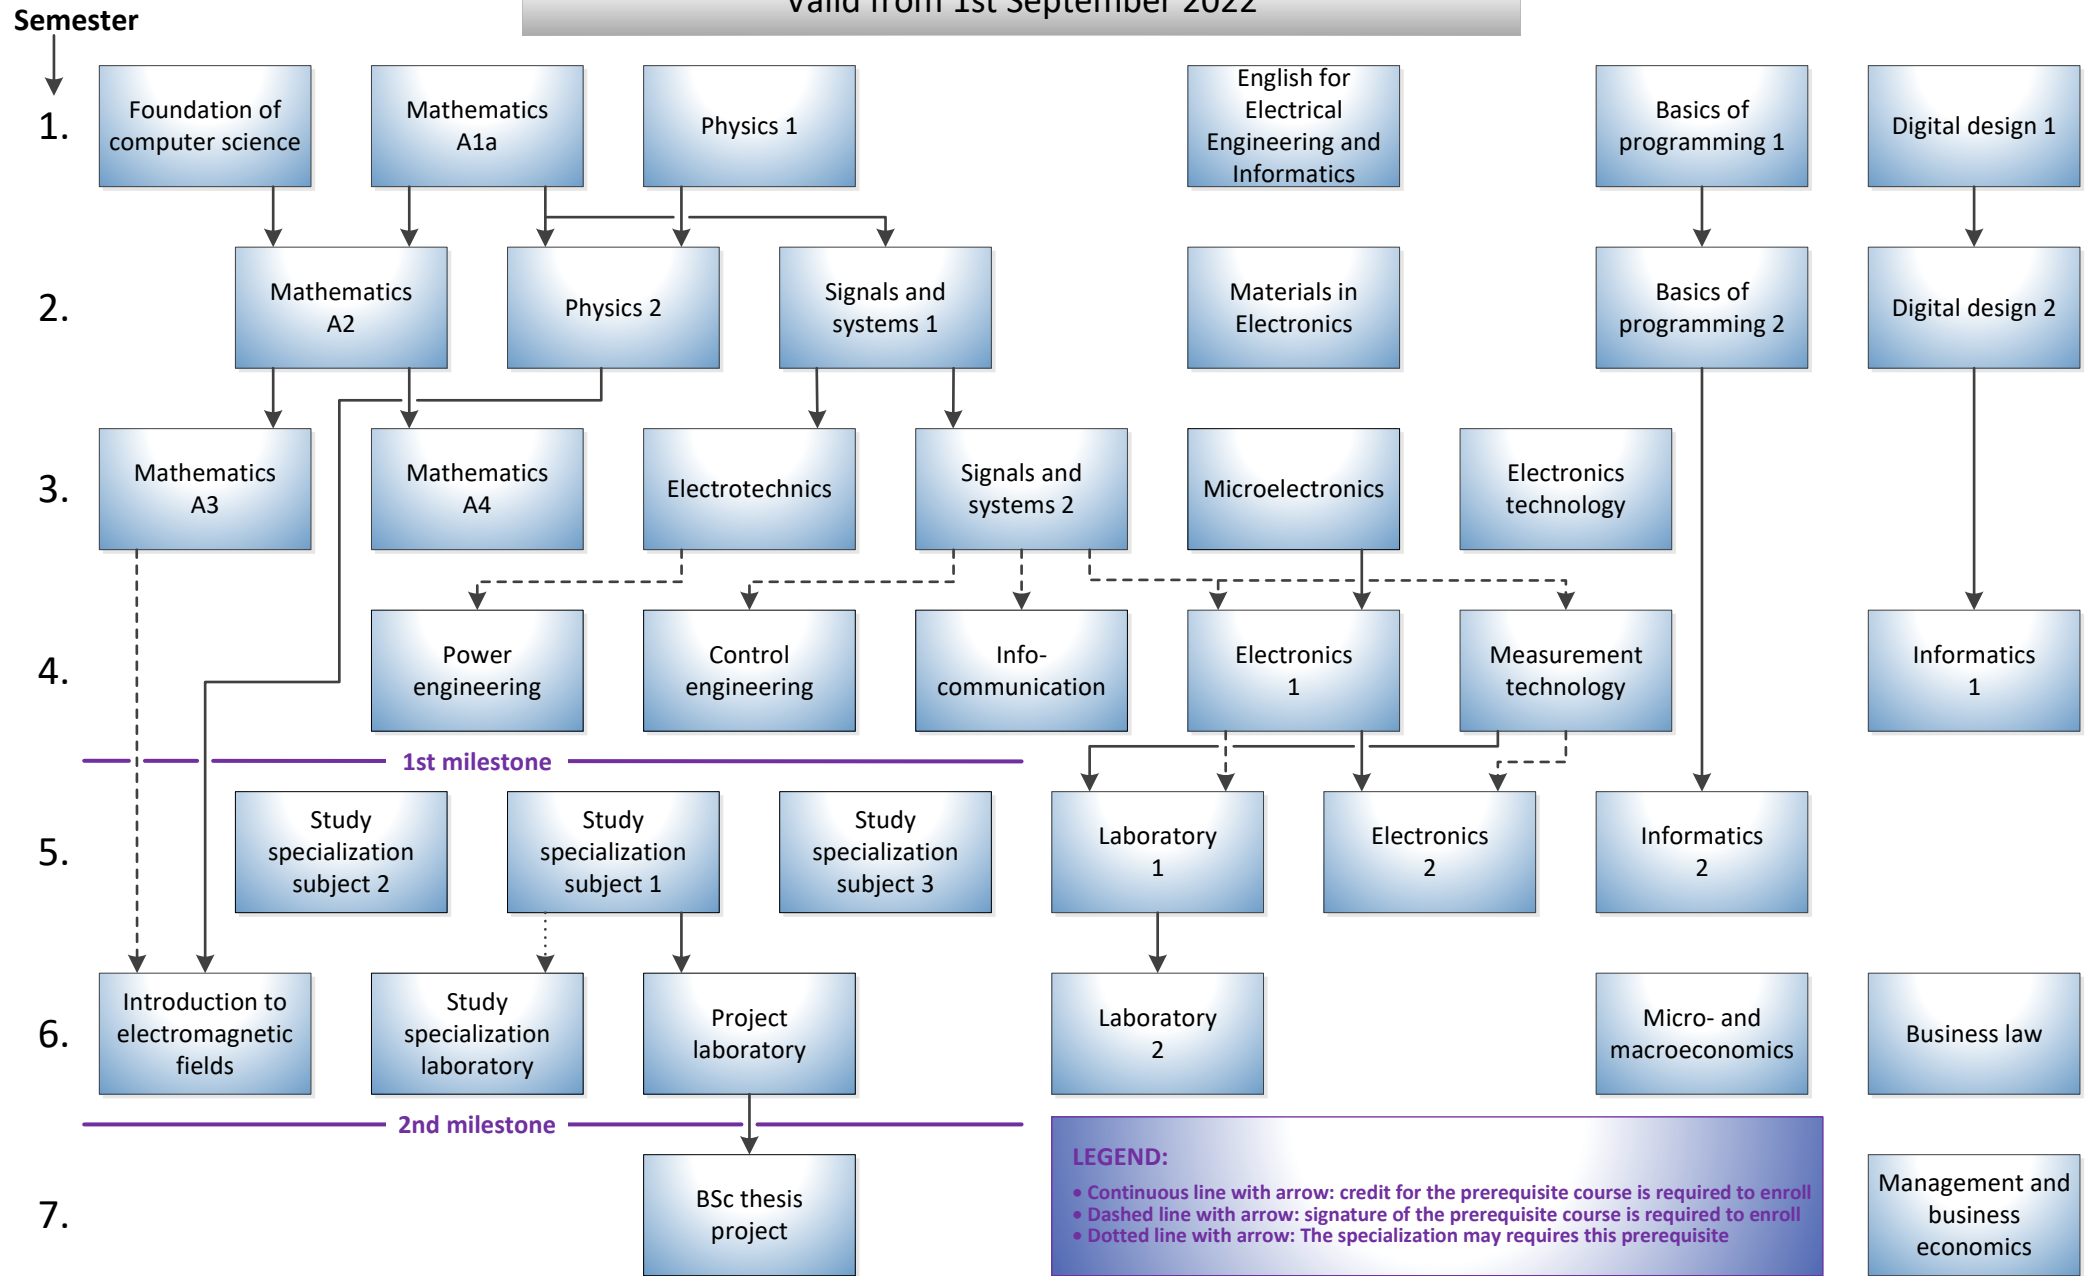 Valid from 1st September 2022
Semester
1.
Foundation of
computer science
Mathematics
A1a
Physics 1
English for
Electrical
Engineering and
Informatics
Basics of
programming 1
Digital design 1
2.
Mathematics
A2
Physics 2
Signals and
systems 1
Materials in
Electronics
Basics of
programming 2
Digital design 2
3.
Mathematics
A3
Mathematics
A4
Electrotechnics
Signals and
systems 2
Microelectronics
Electronics
technology
4.
Power
engineering
Control
engineering
Info-
communication
Electronics
1
Measurement
technology
Informatics
1
1st milestone
5.
Study
specialization
subject 2
Study
specialization
subject 1
Study
specialization
subject 3
Laboratory
1
Electronics
2
Informatics
2
6.
Introduction to
electromagnetic
fields
Study
specialization
laboratory
Project
laboratory
Laboratory
2
Micro- and
macroeconomics
Business law
2nd milestone
7.
BSc thesis
project
LEGEND:
• Continuous line with arrow: credit for the prerequisite course is required to enroll
• Dashed line with arrow: signature of the prerequisite course is required to enroll
• Dotted line with arrow: The specialization may requires this prerequisite
Management and
business
economics